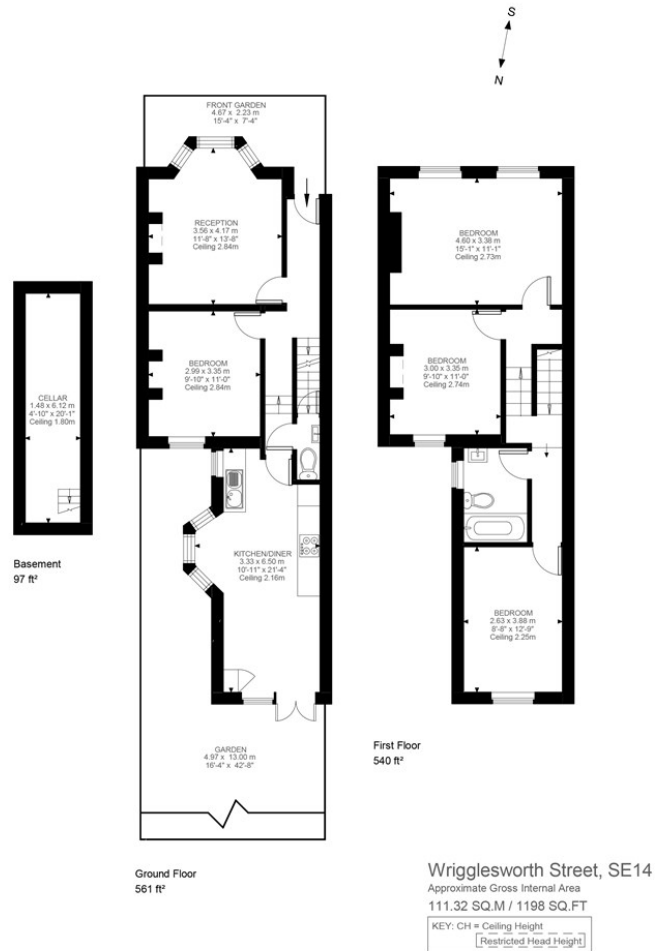 S
N
FRONT GARDEN
4.67 x 2.23 m
15'-4" x 7'-4"
RECEPTION
3.56 x 4.17 m
11'-8" x 13'-8"
Ceiling 2.84m
BEDROOM
2.99 x 3.35 m
9'-10" x 11'-0"
Ceiling 2.84m
KITCHEN/DINER
3.33 x 6.50 m
10'-11" x 21'-4"
Ceiling 2.16m
GARDEN
4.97 x 13.00 m
16'-4" x 42'-8"
Ground Floor
561 ft²
CELLAR
1.48 x 6.12 m
4'-10" x 20'-1"
Ceiling 1.80m
Basement
97 ft²
BEDROOM
4.60 x 3.38 m
15'-1" x 11'-1"
Ceiling 2.73m
BEDROOM
3.00 x 3.35 m
9'-10" x 11'-0"
Ceiling 2.74m
BEDROOM
2.63 x 3.88 m
8'-8" x 12'-9"
Ceiling 2.25m
First Floor
540 ft²
Wrigglesworth Street, SE14
Approximate Gross Internal Area
111.32 SQ.M / 1198 SQ.FT
KEY: CH = Ceiling Height
Restricted Head Height